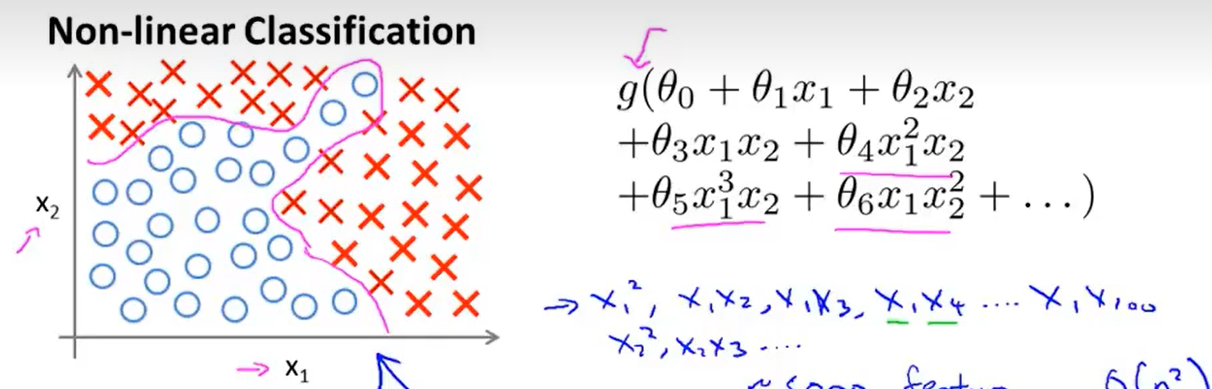 Non-linear Classification
x₂
x₁
g(θ₀ + θ₁x₁ + θ₂x₂
+θ₃x₁x₂ + θ₄x₁²x₂
+θ₅x₁³x₂ + θ₆x₁x₂² + ...)
→ x₁², x₁x₂, x₁x₃, x₁x₄ .... x₁x₁₀₀
x₂², x₂x₃ ....